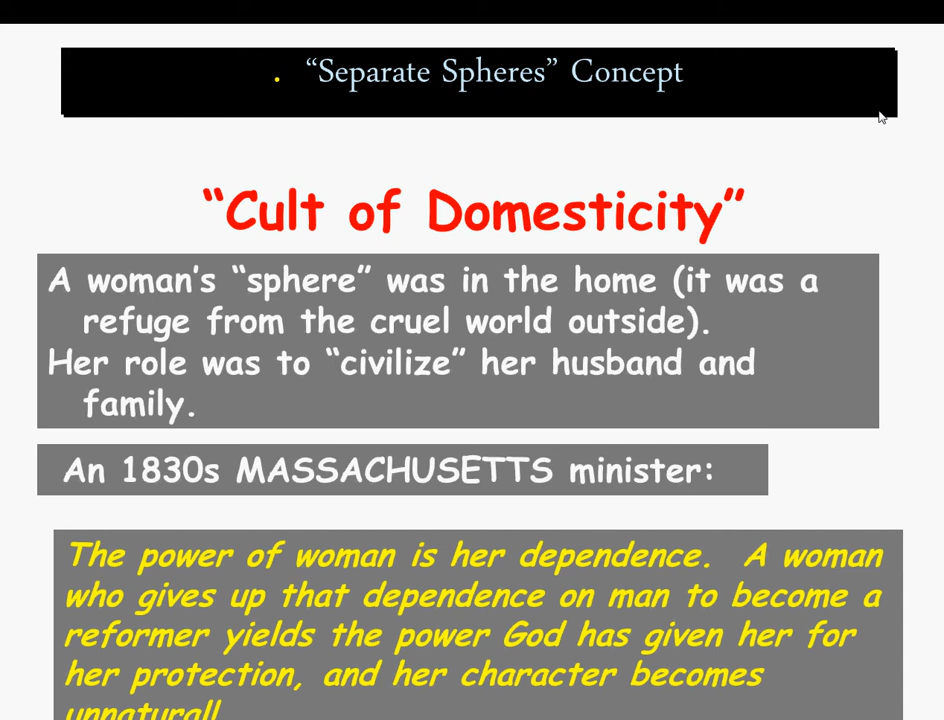 . “Separate Spheres” Concept
“Cult of Domesticity”
A woman’s “sphere” was in the home (it was a
refuge from the cruel world outside).
Her role was to “civilize” her husband and
family.
An 1830s MASSACHUSETTS minister:
The power of woman is her dependence. A woman
who gives up that dependence on man to become a
reformer yields the power God has given her for
her protection, and her character becomes
unnatural!